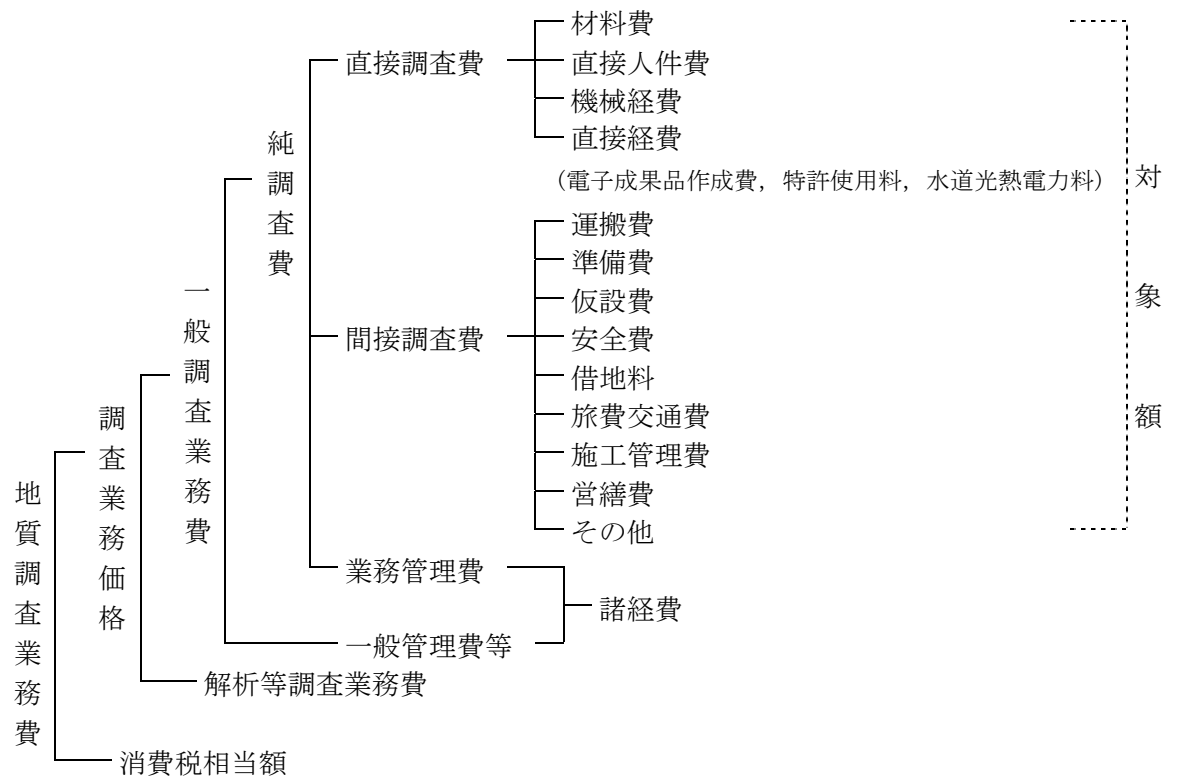 地質調査業務費
調査業務価格
一般調査業務費
純調査費
直接調査費
材料費
直接人件費
機械経費
直接経費
（電子成果品作成費，特許使用料，水道光熱電力料）
間接調査費
運搬費
準備費
仮設費
安全費
借地料
旅費交通費
施工管理費
営繕費
その他
業務管理費
一般管理費等
諸経費
解析等調査業務費
消費税相当額
対象額